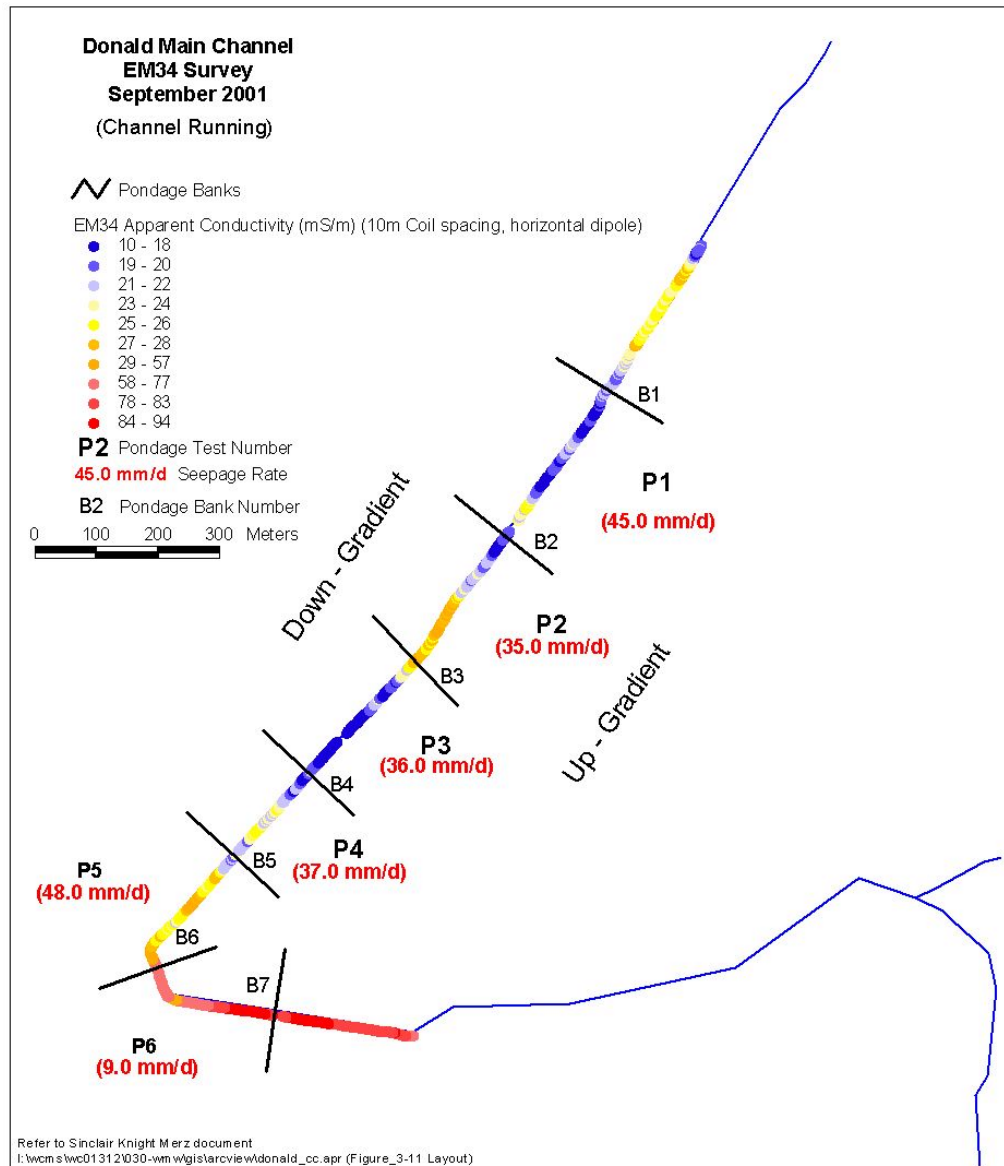 Donald Main Channel
EM34 Survey
September 2001
(Channel Running)
Pondage Banks
EM34 Apparent Conductivity (mS/m) (10m Coil spacing, horizontal dipole)
10 - 18
19 - 20
21 - 22
23 - 24
25 - 26
27 - 28
29 - 57
58 - 77
78 - 83
84 - 94
P2 Pondage Test Number
45.0 mm/d Seepage Rate
B2 Pondage Bank Number
0 100 200 300 Meters
B1
P1
(45.0 mm/d)
B2
Down - Gradient
P2
(35.0 mm/d)
B3
Up - Gradient
P3
(36.0 mm/d)
B4
P4
(37.0 mm/d)
B5
P5
(48.0 mm/d)
B6
B7
P6
(9.0 mm/d)
Refer to Sinclair Knight Merz document
I:\wcms\wc01312\030-wmw\gis\arcview\donald_cc.apr (Figure_3-11 Layout)